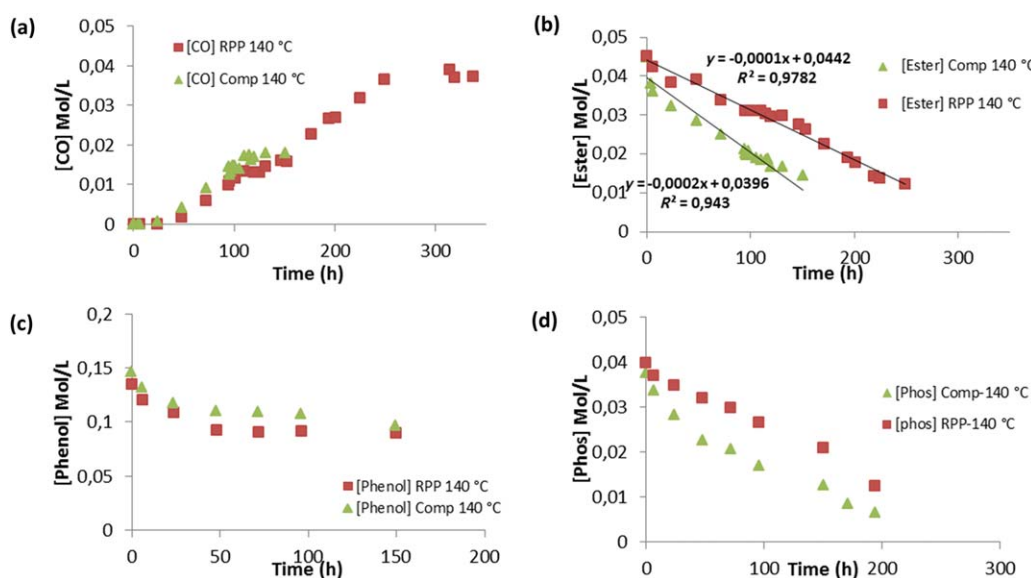 (a)
[CO] Mol/L
0,05
0,04
0,03
0,02
0,01
0
[CO] RPP 140 °C
[CO] Comp 140 °C
0
100
200
300
Time (h)
(b)
[Ester] Mol/L
0,05
0,04
0,03
0,02
0,01
0
y = -0,0001x + 0,0442
R² = 0,9782
y = -0,0002x + 0,0396
R² = 0,943
[Ester] Comp 140 °C
[Ester] RPP 140 °C
0
100
200
300
Time (h)
(c)
[Phenol] Mol/L
0,2
0,15
0,1
0,05
0
[Phenol] RPP 140 °C
[Phenol] Comp 140 °C
0
50
100
150
200
Time (h)
(d)
[Phos] Mol/L
0,05
0,04
0,03
0,02
0,01
0
[Phos] Comp-140 °C
[phos] RPP-140 °C
0
100
200
300
Time (h)